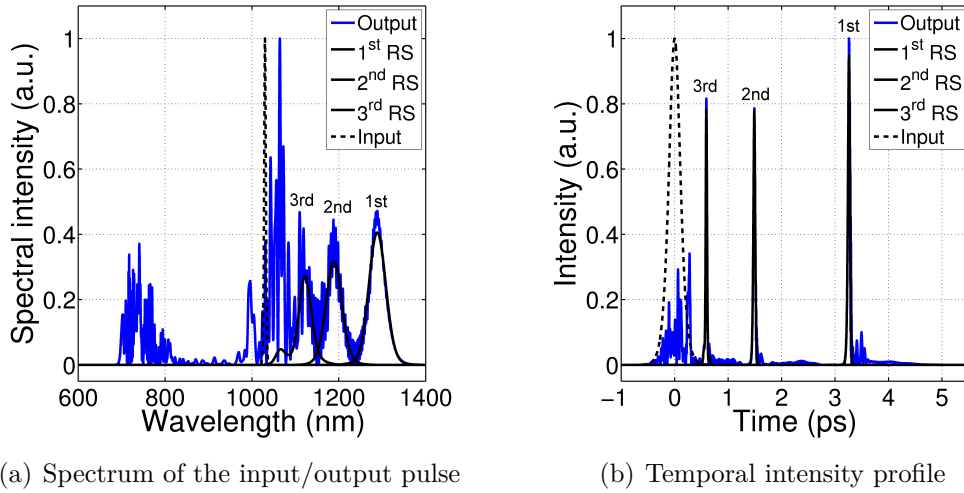 Spectral intensity (a.u.)
1
0.8
0.6
0.4
0.2
0
600
800
1000
1200
1400
Wavelength (nm)
Output
1st RS
2nd RS
3rd RS
Input
3rd
2nd
1st
(a) Spectrum of the input/output pulse
Intensity (a.u.)
1
0.8
0.6
0.4
0.2
0
−1
0
1
2
3
4
5
Time (ps)
Output
1st RS
2nd RS
3rd RS
Input
3rd
2nd
1st
(b) Temporal intensity profile